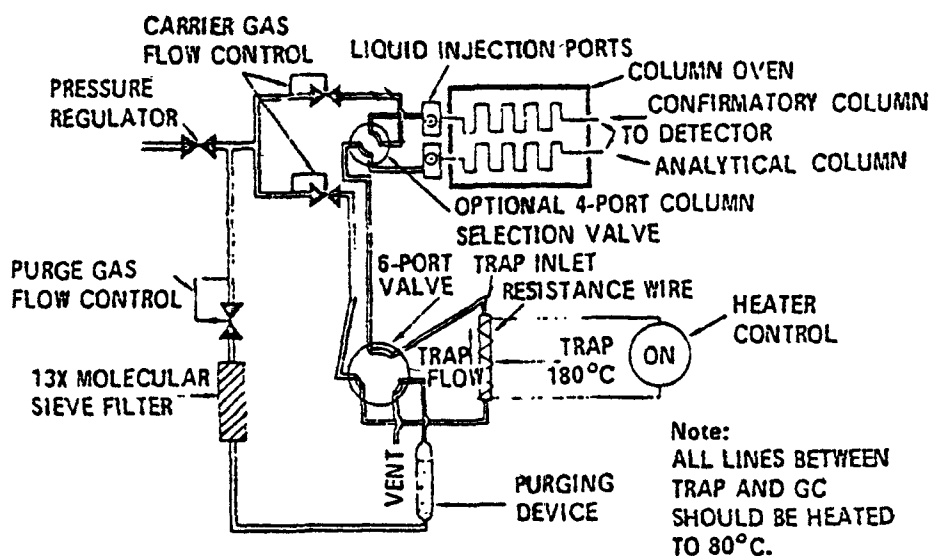 CARRIER GAS
FLOW CONTROL
LIQUID INJECTION PORTS
COLUMN OVEN
PRESSURE
REGULATOR
CONFIRMATORY COLUMN
TO DETECTOR
ANALYTICAL COLUMN
OPTIONAL 4-PORT COLUMN
SELECTION VALVE
PURGE GAS
FLOW CONTROL
6-PORT
VALVE
TRAP INLET
RESISTANCE WIRE
HEATER
CONTROL
TRAP
FLOW
TRAP
180°C
ON
13X MOLECULAR
SIEVE FILTER
VENT
PURGING
DEVICE
Note:
ALL LINES BETWEEN
TRAP AND GC
SHOULD BE HEATED
TO 80°C.